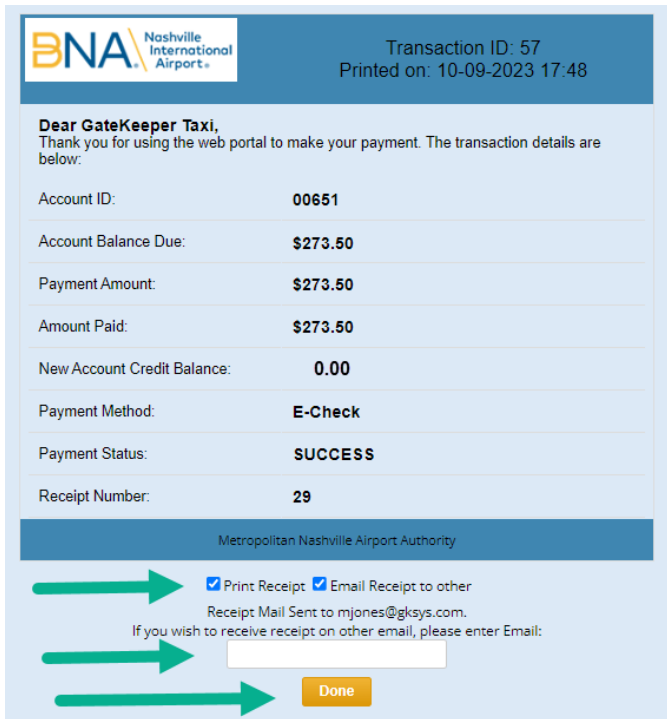 BNA. Nashville
International
Airport.
Transaction ID: 57
Printed on: 10-09-2023 17:48
Dear GateKeeper Taxi,
Thank you for using the web portal to make your payment. The transaction details are
below:
Account ID: 00651
Account Balance Due: $273.50
Payment Amount: $273.50
Amount Paid: $273.50
New Account Credit Balance: 0.00
Payment Method: E-Check
Payment Status: SUCCESS
Receipt Number: 29
Metropolitan Nashville Airport Authority
Print Receipt Email Receipt to other
Receipt Mail Sent to mjones@gksys.com.
If you wish to receive receipt on other email, please enter Email:
Done